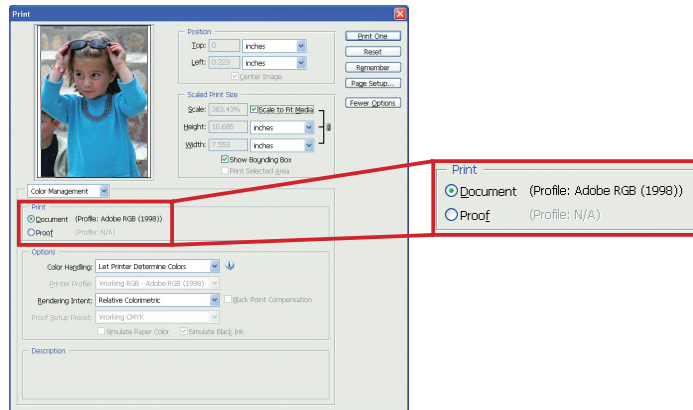 Print
Position
Top: 0 inches
Left: 0.223 inches
Center Image
Scaled Print Size
Scale: 383.43% Scale to Fit Media
Height: 10.685 inches
Width: 7.553 inches
Show Bounding Box
Print Selected Area
Print One
Reset
Remember
Page Setup...
Fewer Options
Color Management
Print
Document (Profile: Adobe RGB (1998))
Proof (Profile: N/A)
Options
Color Handling: Let Printer Determine Colors
Printer Profile: Working RGB - Adobe RGB (1998)
Rendering Intent: Relative Colorimetric Black Point Compensation
Proof Setup Preset: Working CMYK
Simulate Paper Color Simulate Black Ink
Description
Print
Document (Profile: Adobe RGB (1998))
Proof (Profile: N/A)